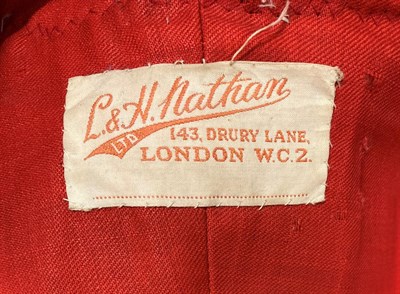 L.&H. Nathan
LTD
143, DRURY LANE,
LONDON W.C.2.